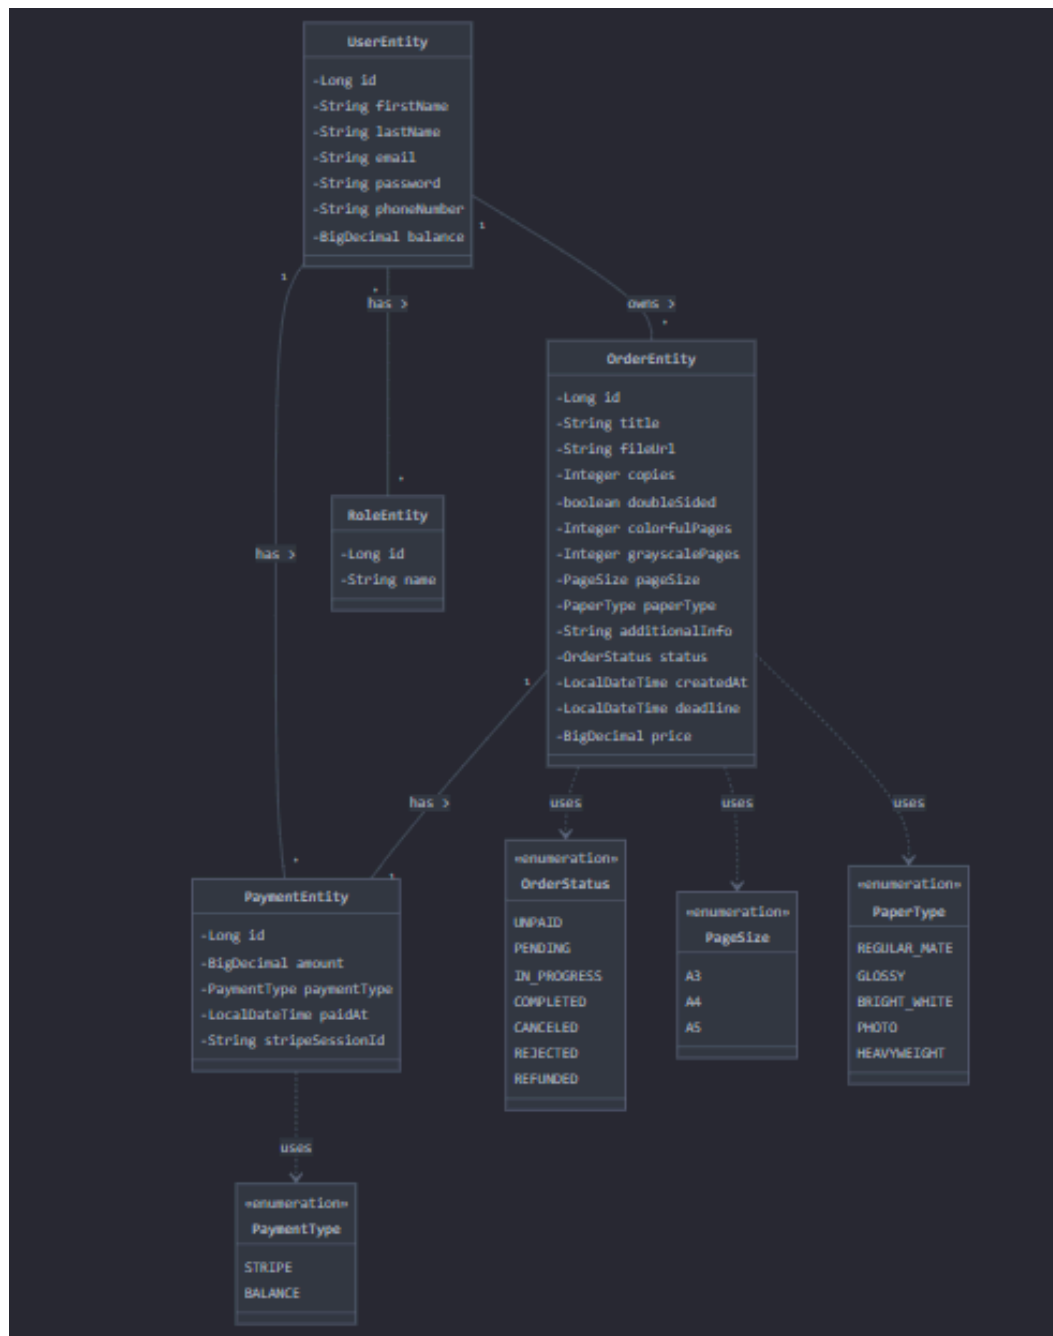 UserEntity
-Long id
-String firstName
-String lastName
-String email
-String password
-String phoneNumber
-BigDecimal balance
1
1
*
has >
owns >
*
OrderEntity
-Long id
-String title
-String fileUrl
-Integer copies
-boolean doubleSided
-Integer colorfulPages
-Integer grayscalePages
-PageSize pageSize
-PaperType paperType
-String additionalInfo
-OrderStatus status
-LocalDateTime createdAt
-LocalDateTime deadline
-BigDecimal price
*
RoleEntity
-Long id
-String name
has >
1
has >
uses
uses
uses
*
1
PaymentEntity
-Long id
-BigDecimal amount
-PaymentType paymentType
-LocalDateTime paidAt
-String stripeSessionId
«enumeration»
OrderStatus
UNPAID
PENDING
IN_PROGRESS
COMPLETED
CANCELED
REJECTED
REFUNDED
«enumeration»
PageSize
A3
A4
A5
«enumeration»
PaperType
REGULAR_MATE
GLOSSY
BRIGHT_WHITE
PHOTO
HEAVYWEIGHT
uses
«enumeration»
PaymentType
STRIPE
BALANCE